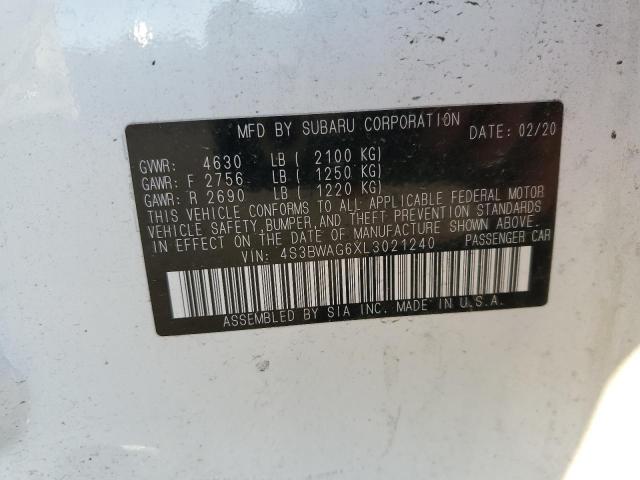 MFD BY SUBARU CORPORATION DATE: 02/20
GVWR: 4630 LB ( 2100 KG)
GAWR: F 2756 LB ( 1250 KG)
GAWR: R 2690 LB ( 1220 KG)
THIS VEHICLE CONFORMS TO ALL APPLICABLE FEDERAL MOTOR
VEHICLE SAFETY,BUMPER,AND THEFT PREVENTION STANDARDS
IN EFFECT ON THE DATE OF MANUFACTURE SHOWN ABOVE.
VIN: 4S3BWAG6XL3021240 PASSENGER CAR
ASSEMBLED BY SIA INC. MADE IN U.S.A.